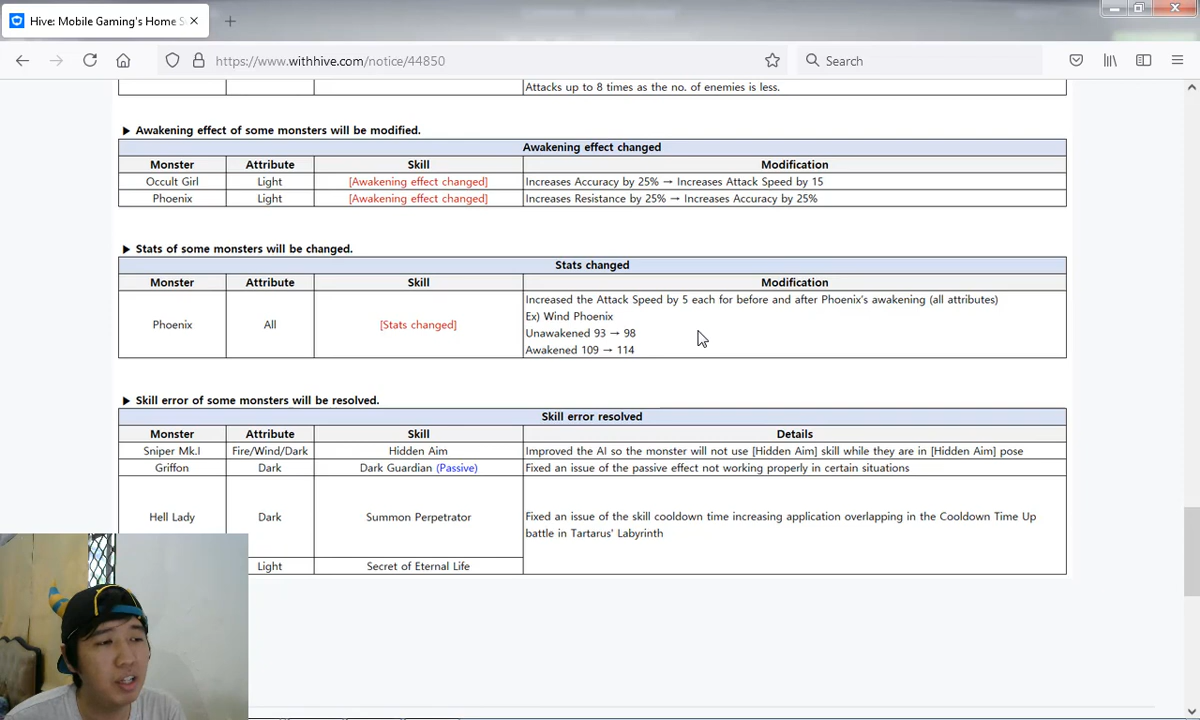 Hive: Mobile Gaming's Home S
https://www.withhive.com/notice/44850
Search
Attacks up to 8 times as the no. of enemies is less.
▶ Awakening effect of some monsters will be modified.
Awakening effect changed
Monster Attribute Skill Modification
Occult Girl Light [Awakening effect changed] Increases Accuracy by 25% → Increases Attack Speed by 15
Phoenix Light [Awakening effect changed] Increases Resistance by 25% → Increases Accuracy by 25%
▶ Stats of some monsters will be changed.
Stats changed
Monster Attribute Skill Modification
Increased the Attack Speed by 5 each for before and after Phoenix's awakening (all attributes)
Ex) Wind Phoenix
Phoenix All [Stats changed]
Unawakened 93 → 98
Awakened 109 → 114
▶ Skill error of some monsters will be resolved.
Skill error resolved
Monster Attribute Skill Details
Sniper Mk.I Fire/Wind/Dark Hidden Aim Improved the AI so the monster will not use [Hidden Aim] skill while they are in [Hidden Aim] pose
Griffon Dark Dark Guardian (Passive) Fixed an issue of the passive effect not working properly in certain situations
Hell Lady Dark Summon Perpetrator Fixed an issue of the skill cooldown time increasing application overlapping in the Cooldown Time Up
battle in Tartarus' Labyrinth
Light Secret of Eternal Life